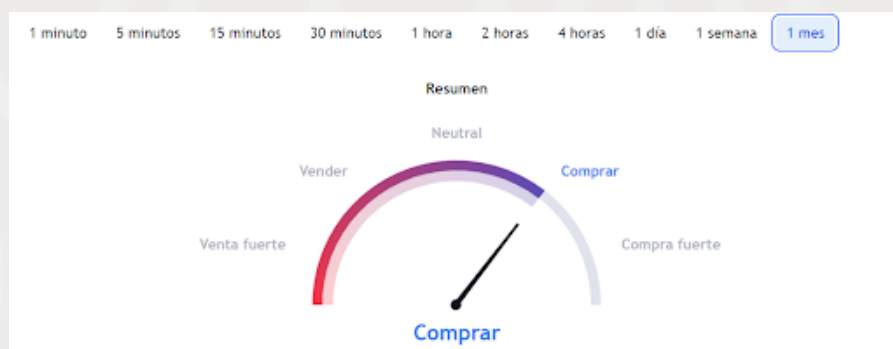 1 minuto 5 minutos 15 minutos 30 minutos 1 hora 2 horas 4 horas 1 día 1 semana 1 mes
Resumen
Neutral
Vender Comprar
Venta fuerte Compra fuerte
Comprar